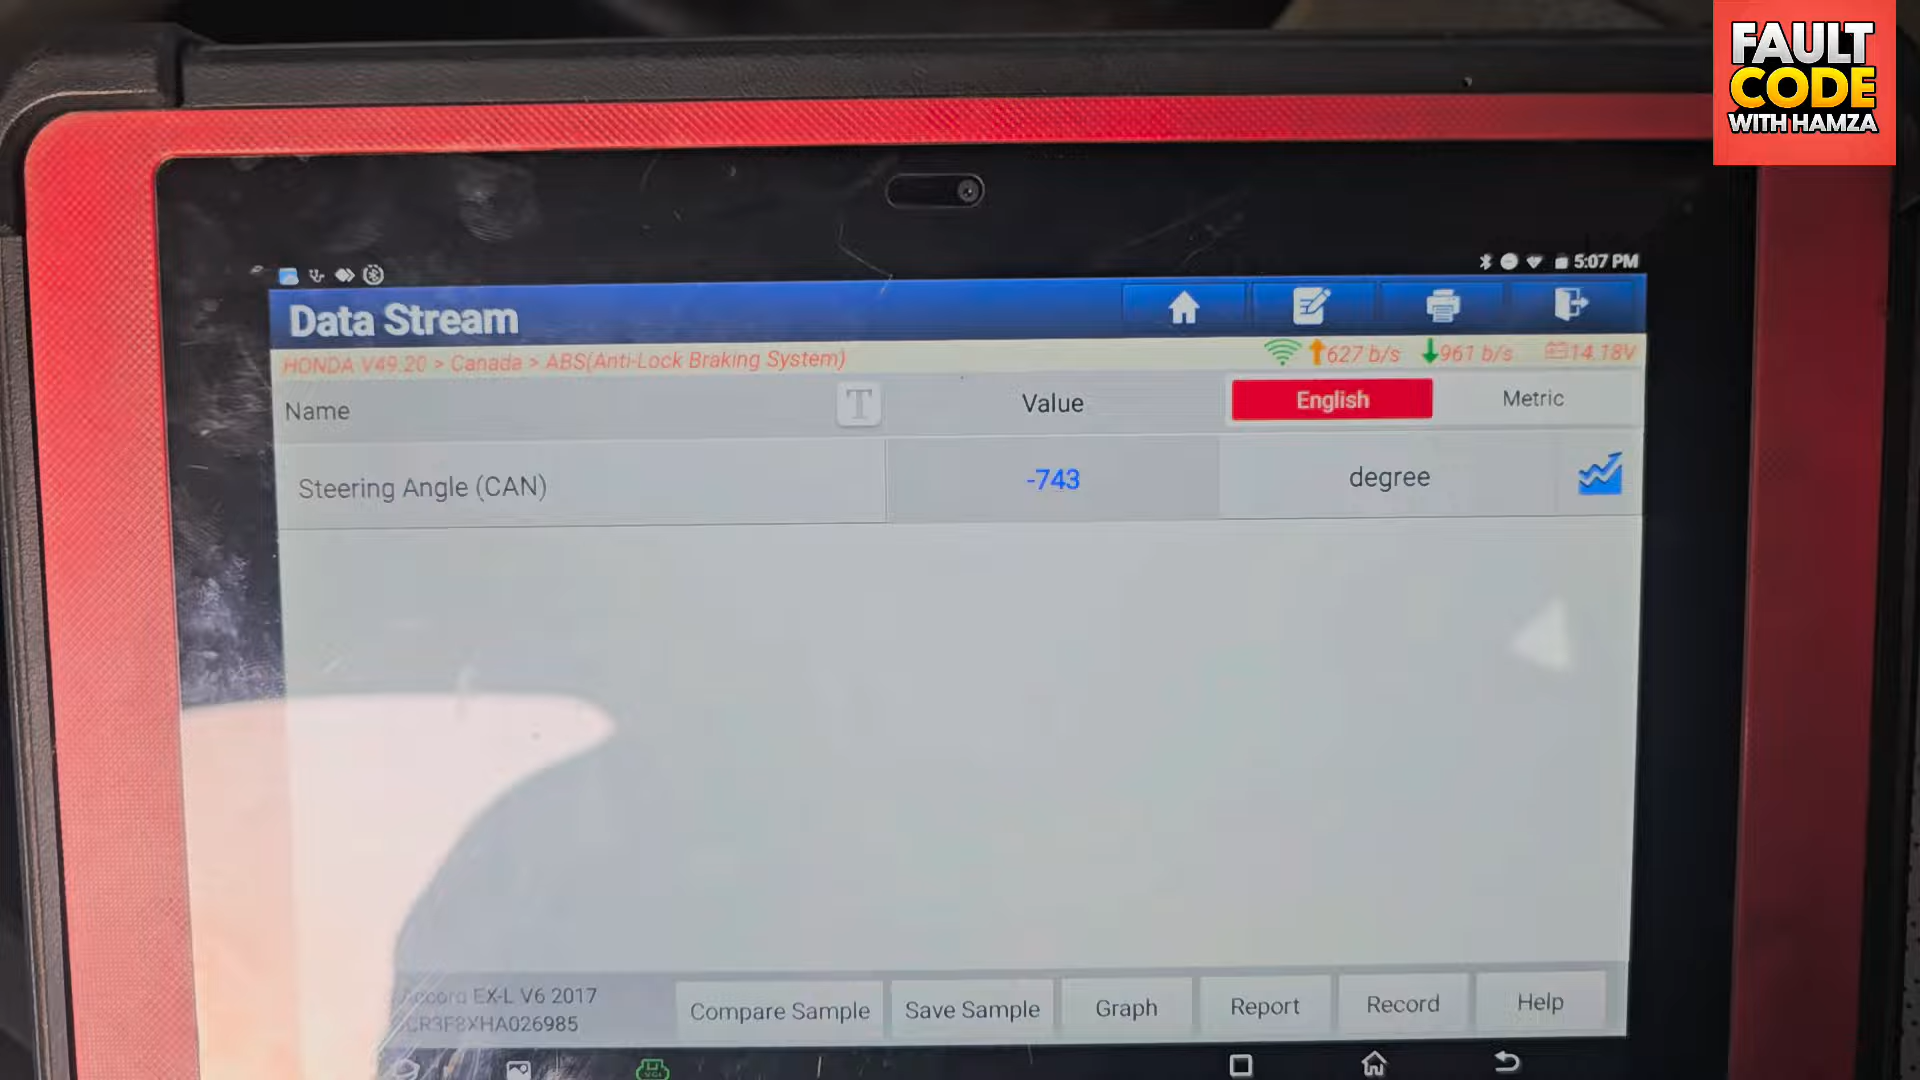 FAULT
CODE
WITH HAMZA
5:07 PM
Data Stream
HONDA V49.20 > Canada > ABS(Anti-Lock Braking System)
627 b/s 961 b/s 14.18V
Name T Value English Metric
Steering Angle (CAN) -743 degree
Accord EX-L V6 2017
CR3F8XHA026985
Compare Sample Save Sample Graph Report Record Help
VCI